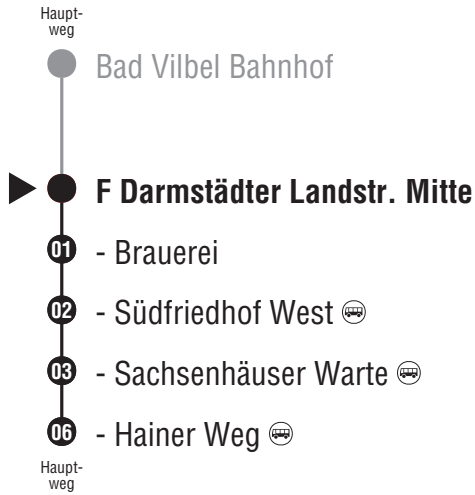 Haupt-
weg
Bad Vilbel Bahnhof
F Darmstädter Landstr. Mitte
01 - Brauerei
02 - Südfriedhof West
03 - Sachsenhäuser Warte
06 - Hainer Weg
Haupt-
weg